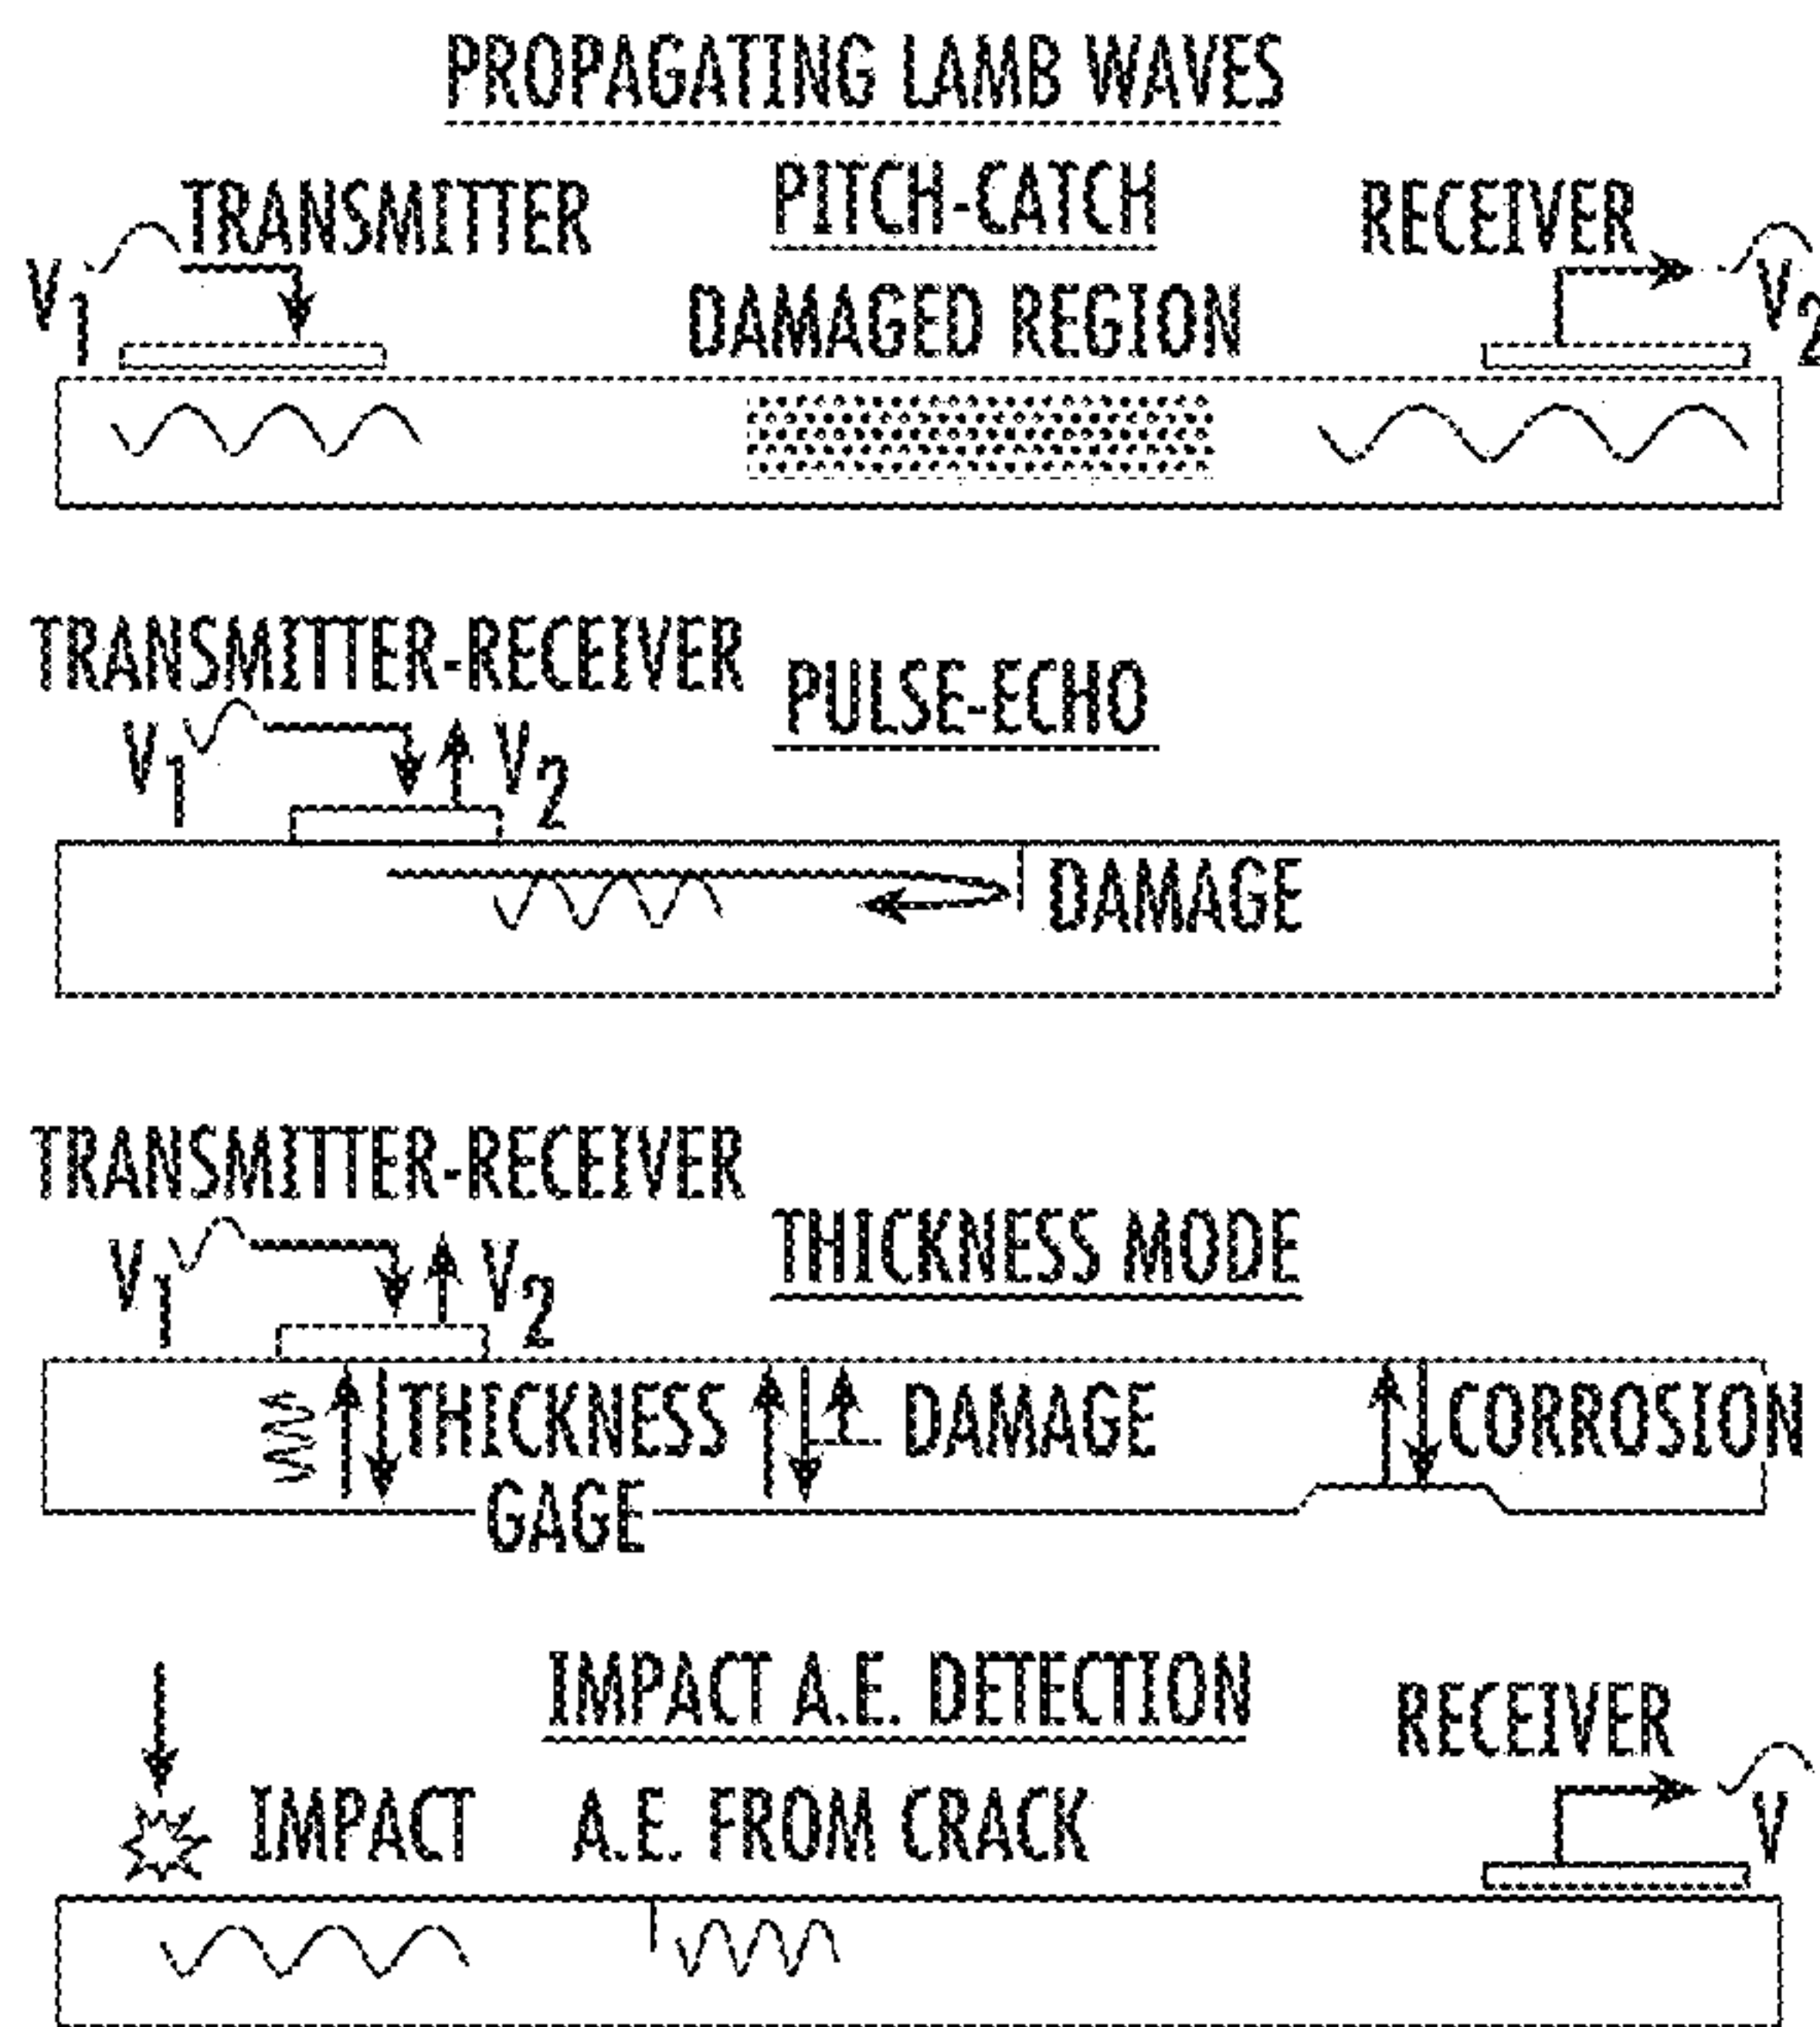 PROPAGATING LAMB WAVES
PITCH-CATCH
TRANSMITTER
RECEIVER
V1
V2
DAMAGED REGION
TRANSMITTER-RECEIVER
PULSE-ECHO
V1
V2
DAMAGE
TRANSMITTER-RECEIVER
THICKNESS MODE
V1
V2
THICKNESS
GAGE
DAMAGE
CORROSION
IMPACT A.E. DETECTION
RECEIVER
IMPACT
A.E. FROM CRACK
V